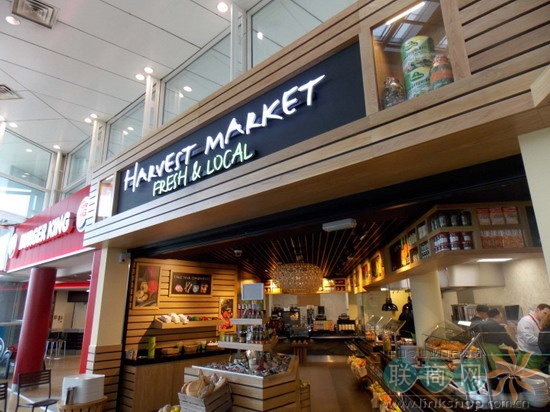 HARVEST MARKET
FRESH & LOCAL
BURGER KING
联商网
www.linkshop.com.cn